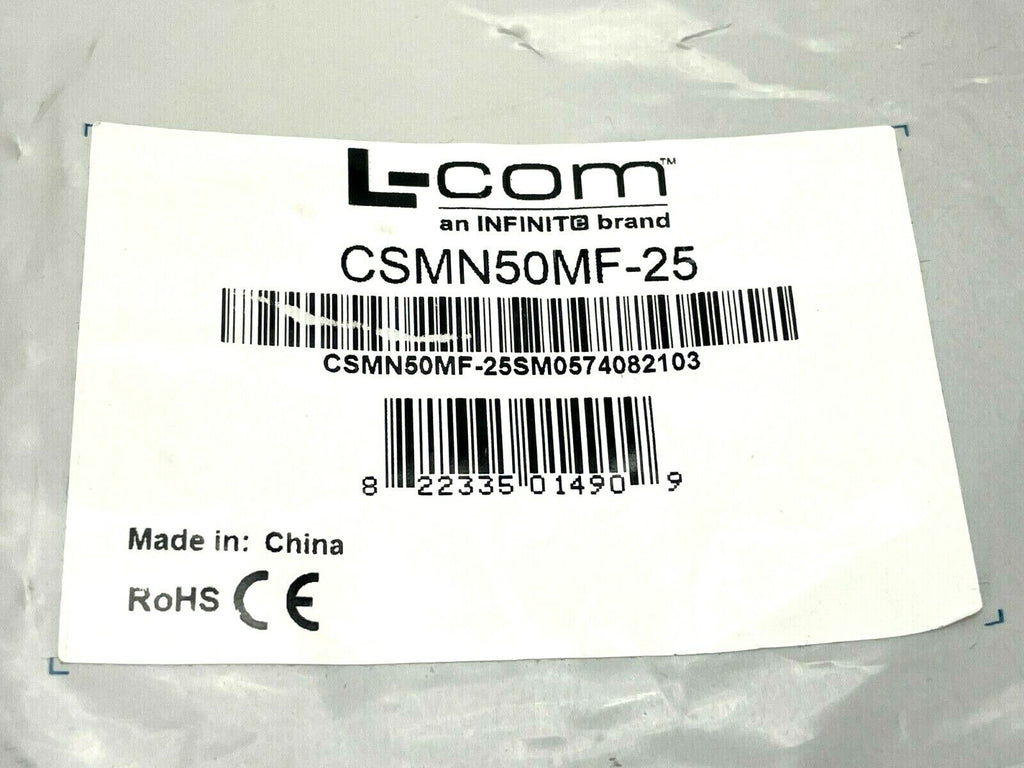 L-com™
an INFINITe brand
CSMN50MF-25
CSMN50MF-25SM0574082103
8 22335 01490 9
Made in: China
RoHS CE